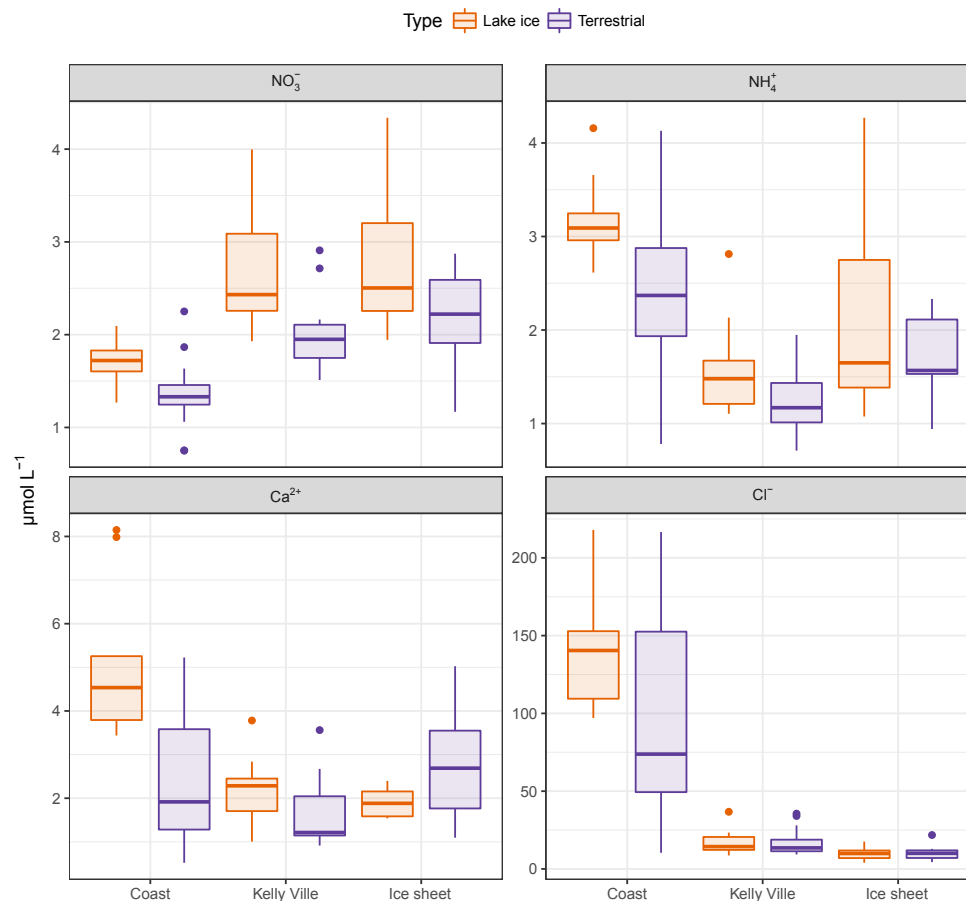 Type Lake ice Terrestrial
NO₃⁻ NH₄⁺
4 4
3 3
2 2
1 1
Ca²⁺ Cl⁻
8 200
6 150
4 100
2 50
0
Coast Kelly Ville Ice sheet Coast Kelly Ville Ice sheet
μmol L⁻¹